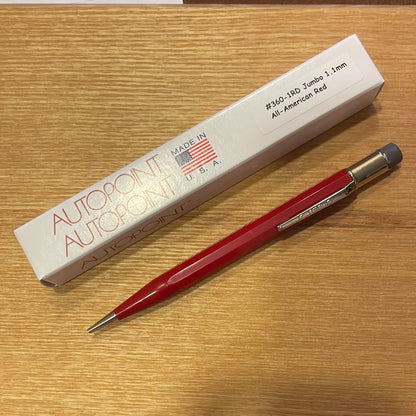 #360-1RD Jumbo 1.1mm
All-American Red
MADE IN
U.S.A.
AUTOPOINT
AUTOPOINT
AUTOPOINT